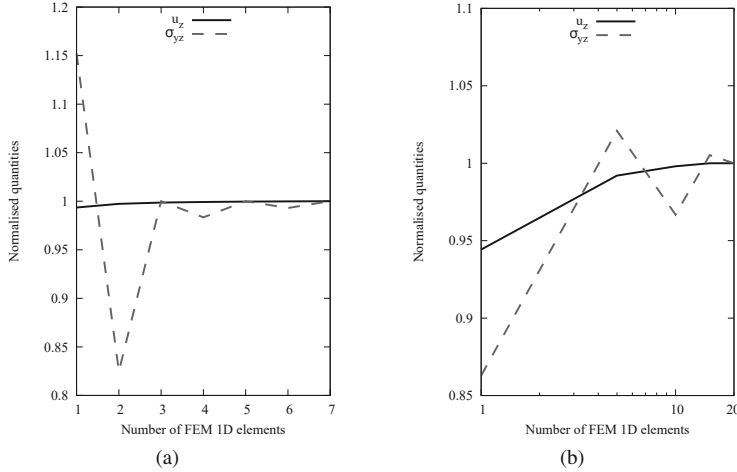 1.2
1.15
1.1
1.05
1
0.95
0.9
0.85
0.8
Normalised quantities
u_z
σ_yz
1 2 3 4 5 6 7
Number of FEM 1D elements
(a)
1.1
1.05
1
0.95
0.9
0.85
Normalised quantities
u_z
σ_yz
1 10 20
Number of FEM 1D elements
(b)